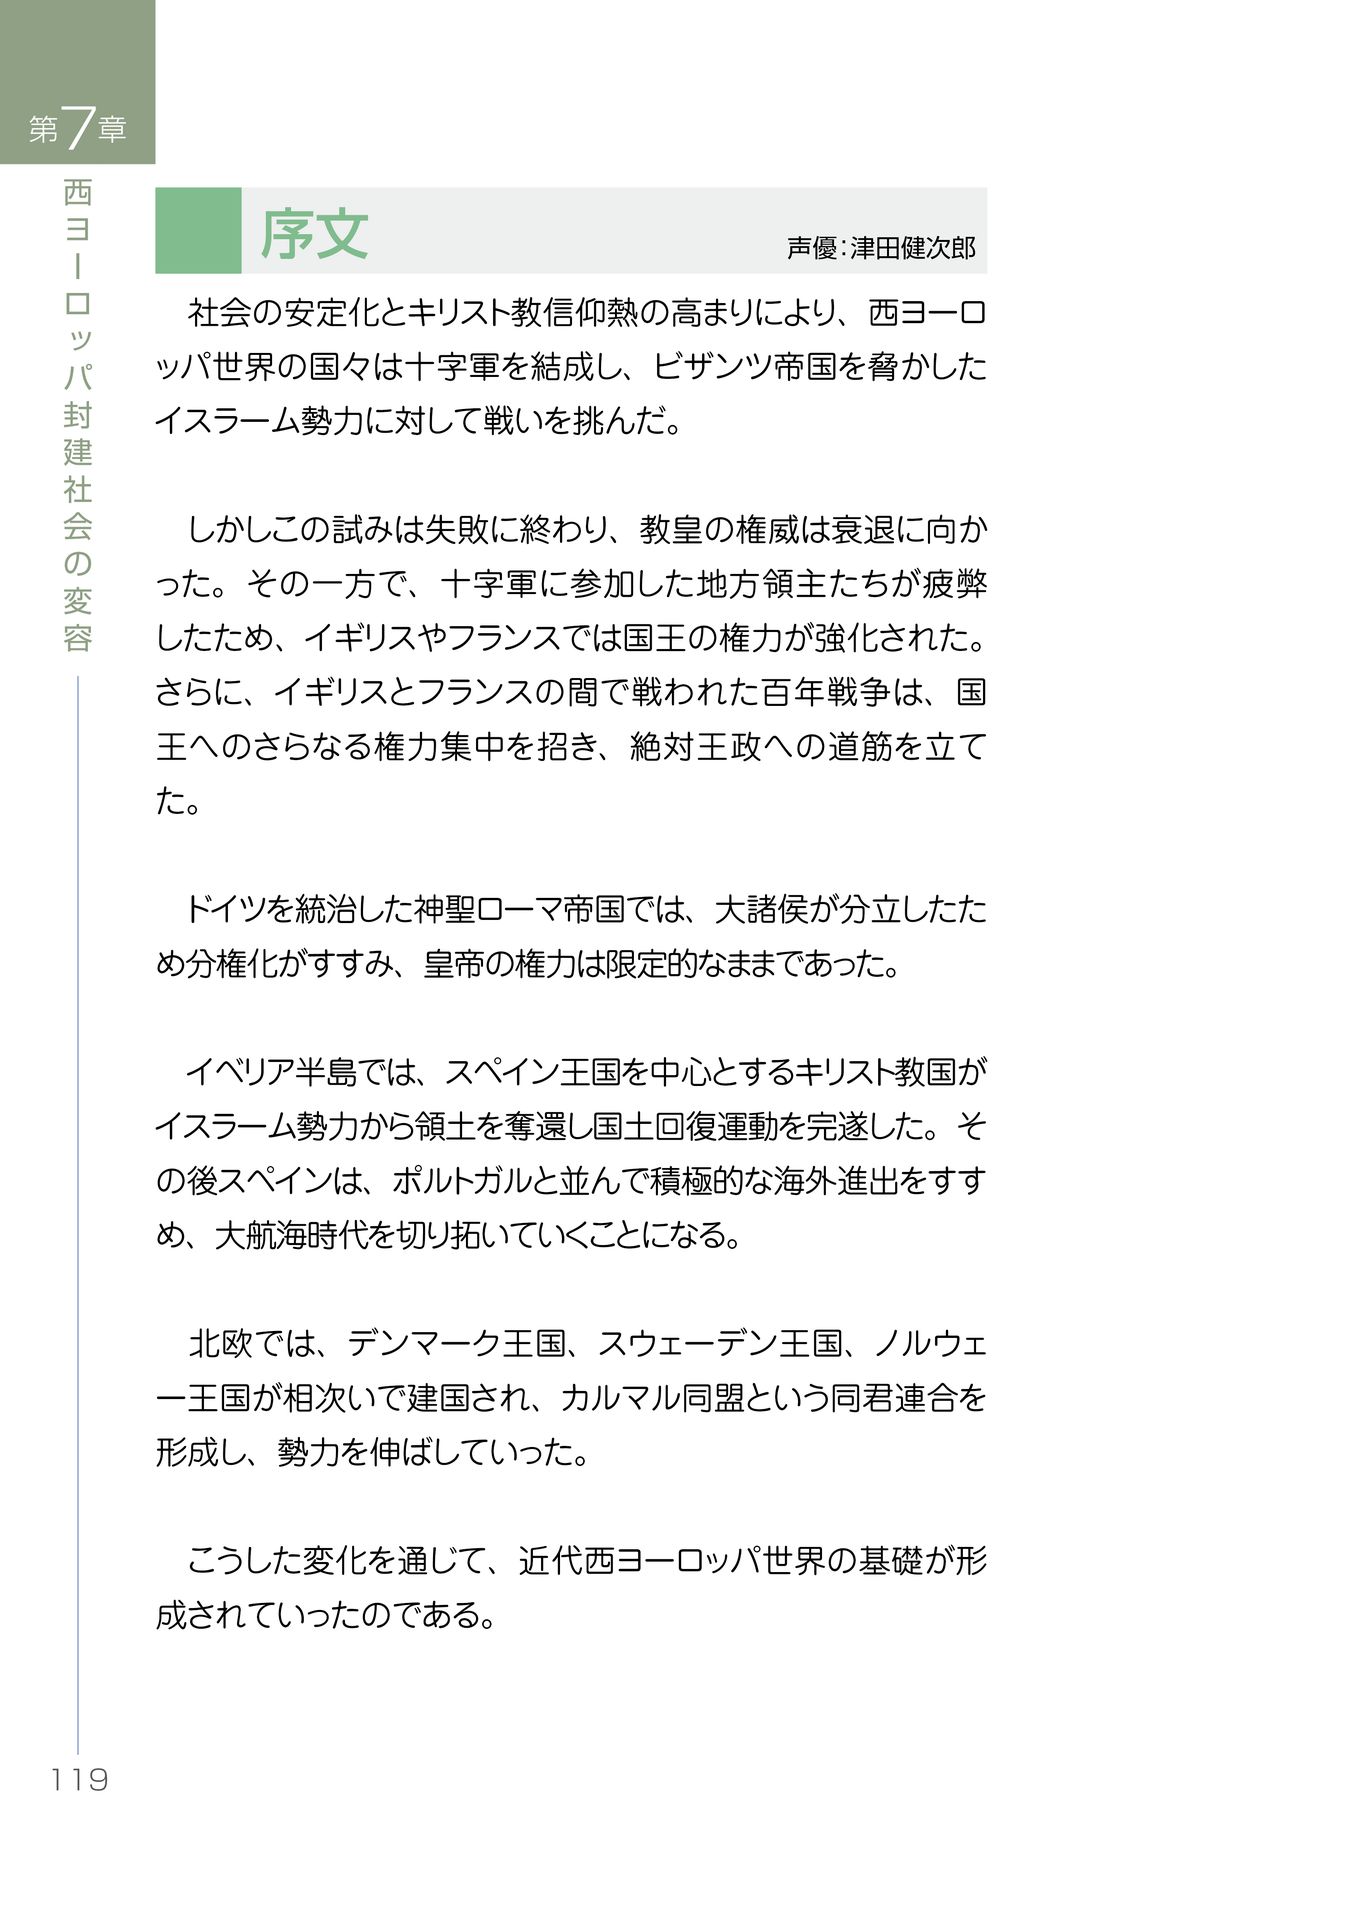 第7章
西ヨーロッパ封建社会の変容
序文
声優:津田健次郎
社会の安定化とキリスト教信仰熱の高まりにより、西ヨーロ
ッパ世界の国々は十字軍を結成し、ビザンツ帝国を脅かした
イスラーム勢力に対して戦いを挑んだ。
しかしこの試みは失敗に終わり、教皇の権威は衰退に向か
った。その一方で、十字軍に参加した地方領主たちが疲弊
したため、イギリスやフランスでは国王の権力が強化された。
さらに、イギリスとフランスの間で戦われた百年戦争は、国
王へのさらなる権力集中を招き、絶対王政への道筋を立て
た。
ドイツを統治した神聖ローマ帝国では、大諸侯が分立したた
め分権化がすすみ、皇帝の権力は限定的なままであった。
イベリア半島では、スペイン王国を中心とするキリスト教国が
イスラーム勢力から領土を奪還し国土回復運動を完遂した。そ
の後スペインは、ポルトガルと並んで積極的な海外進出をすす
め、大航海時代を切り拓いていくことになる。
北欧では、デンマーク王国、スウェーデン王国、ノルウェ
ー王国が相次いで建国され、カルマル同盟という同君連合を
形成し、勢力を伸ばしていった。
こうした変化を通じて、近代西ヨーロッパ世界の基礎が形
成されていったのである。
119